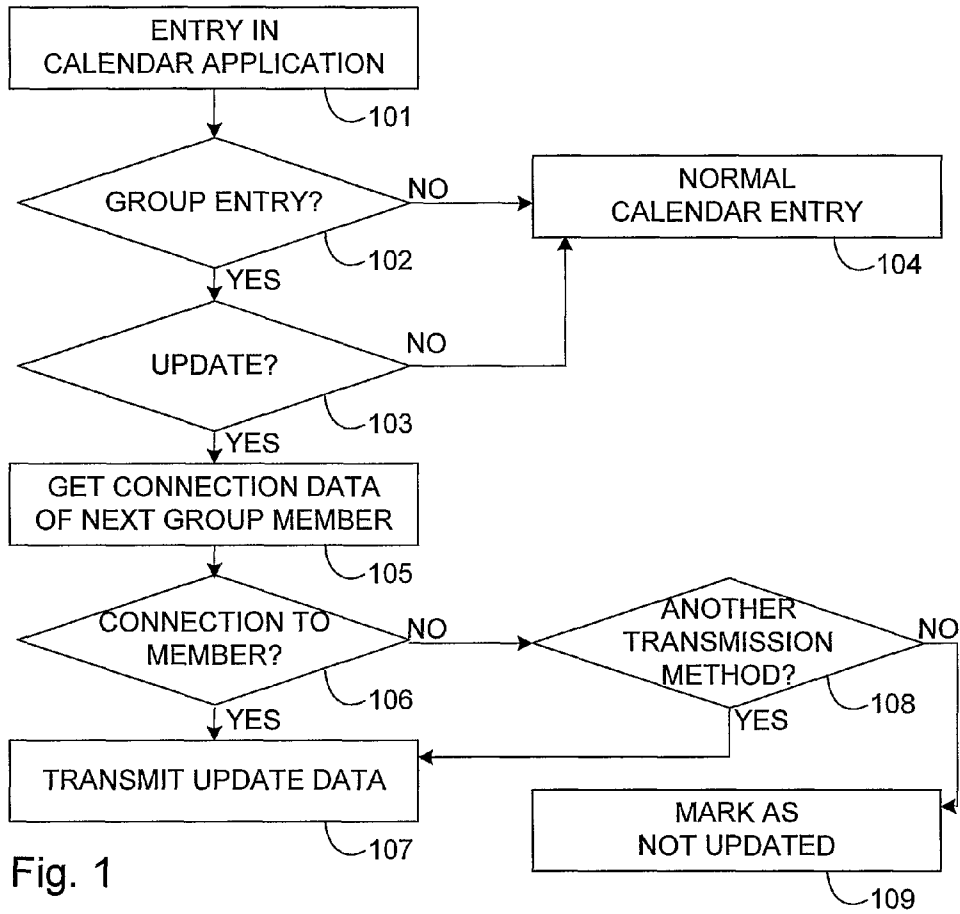 ENTRY IN
CALENDAR APPLICATION
101
GROUP ENTRY?
NO
102
YES
NORMAL
CALENDAR ENTRY
104
UPDATE?
NO
103
YES
GET CONNECTION DATA
OF NEXT GROUP MEMBER
105
CONNECTION TO
MEMBER?
NO
106
YES
ANOTHER
TRANSMISSION
METHOD?
NO
108
YES
TRANSMIT UPDATE DATA
107
MARK AS
NOT UPDATED
109
Fig. 1